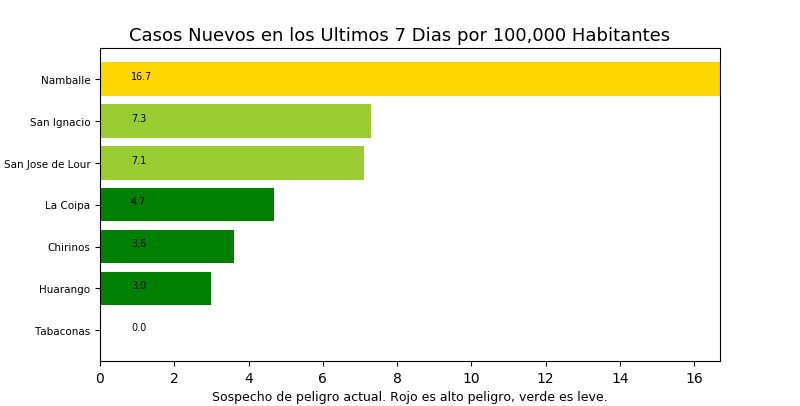 Casos Nuevos en los Ultimos 7 Dias por 100,000 Habitantes
Namballe 16.7
San Ignacio 7.3
San Jose de Lour 7.1
La Coipa 4.7
Chirinos 3.6
Huarango 3.0
Tabaconas 0.0
0 2 4 6 8 10 12 14 16
Sospecho de peligro actual. Rojo es alto peligro, verde es leve.